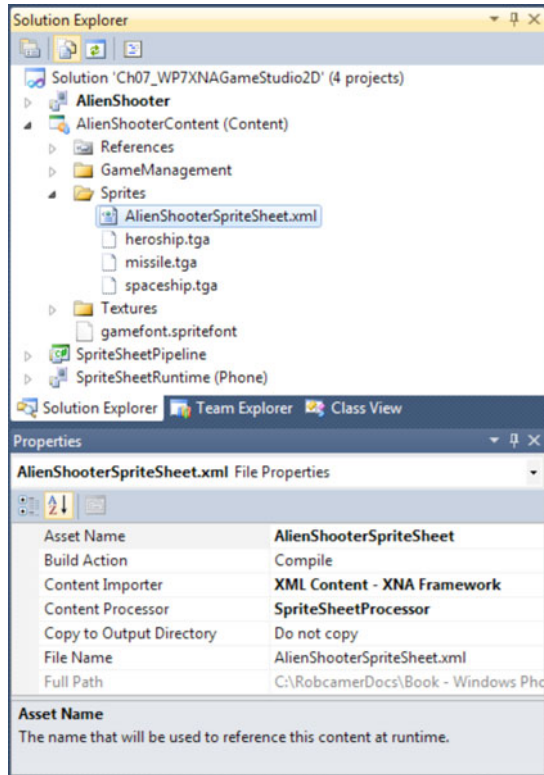 Solution Explorer
Solution 'Ch07_WP7XNAGameStudio2D' (4 projects)
AlienShooter
AlienShooterContent (Content)
References
GameManagement
Sprites
AlienShooterSpriteSheet.xml
heroship.tga
missile.tga
spaceship.tga
Textures
gamefont.spritefont
SpriteSheetPipeline
SpriteSheetRuntime (Phone)
Solution Explorer Team Explorer Class View
Properties
AlienShooterSpriteSheet.xml File Properties
Asset Name AlienShooterSpriteSheet
Build Action Compile
Content Importer XML Content - XNA Framework
Content Processor SpriteSheetProcessor
Copy to Output Directory Do not copy
File Name AlienShooterSpriteSheet.xml
Full Path C:\RobcamerDocs\Book - Windows Pho
Asset Name
The name that will be used to reference this content at runtime.